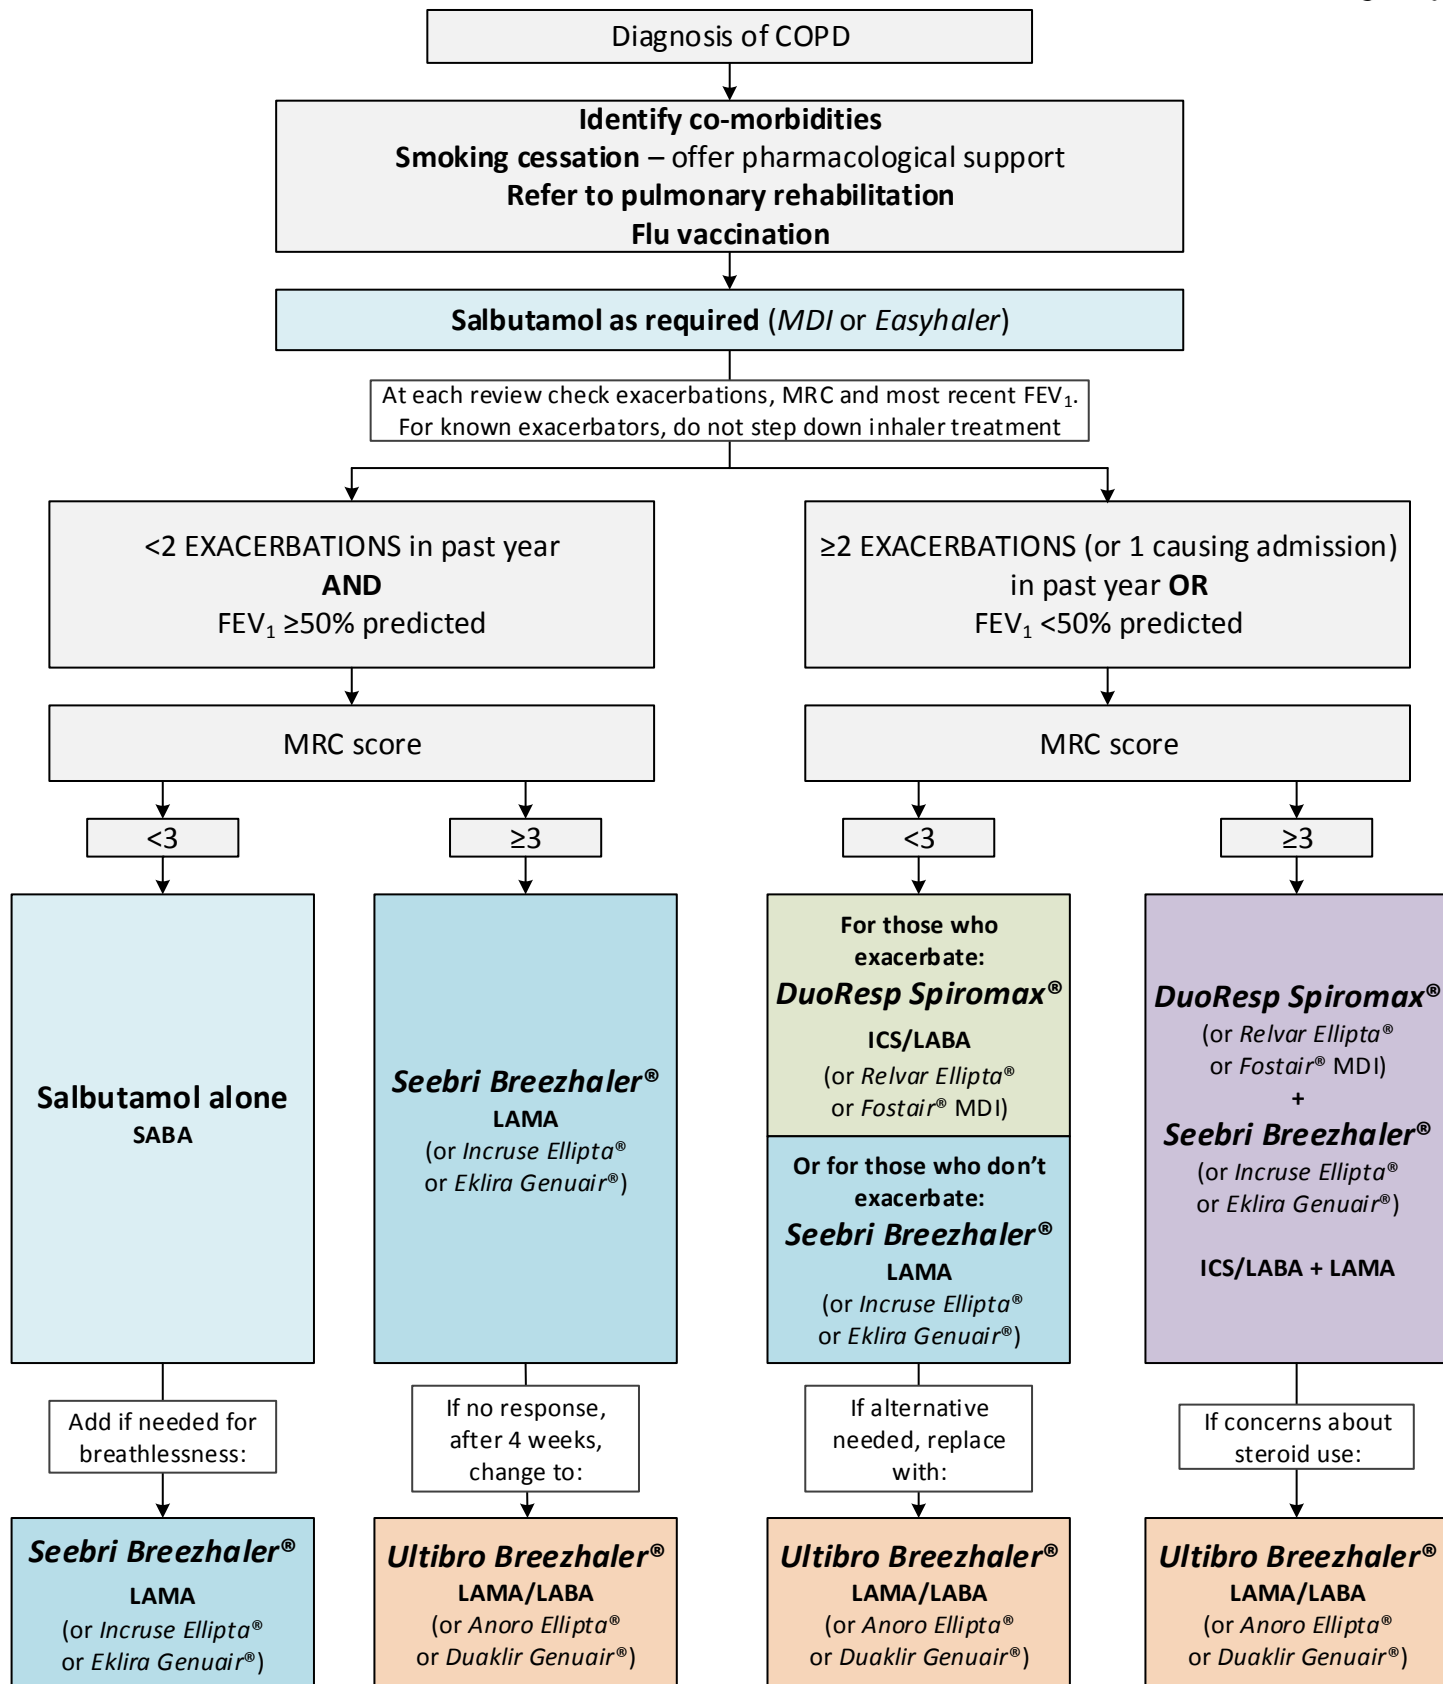 Diagnosis of COPD
Identify co-morbidities
Smoking cessation – offer pharmacological support
Refer to pulmonary rehabilitation
Flu vaccination
Salbutamol as required (MDI or Easyhaler)
At each review check exacerbations, MRC and most recent FEV₁.
For known exacerbators, do not step down inhaler treatment
<2 EXACERBATIONS in past year
AND
FEV₁ ≥50% predicted
MRC score
<3
≥3
Salbutamol alone
SABA
Add if needed for
breathlessness:
Seebri Breezhaler®
LAMA
(or Incruse Ellipta®
or Eklira Genuair®)
Seebri Breezhaler®
LAMA
(or Incruse Ellipta®
or Eklira Genuair®)
If no response,
after 4 weeks,
change to:
Ultibro Breezhaler®
LAMA/LABA
(or Anoro Ellipta®
or Duaklir Genuair®)
≥2 EXACERBATIONS (or 1 causing admission)
in past year OR
FEV₁ <50% predicted
MRC score
<3
≥3
For those who
exacerbate:
DuoResp Spiromax®
ICS/LABA
(or Relvar Ellipta®
or Fostair® MDI)
Or for those who don’t
exacerbate:
Seebri Breezhaler®
LAMA
(or Incruse Ellipta®
or Eklira Genuair®)
If alternative
needed, replace
with:
Ultibro Breezhaler®
LAMA/LABA
(or Anoro Ellipta®
or Duaklir Genuair®)
DuoResp Spiromax®
(or Relvar Ellipta®
or Fostair® MDI)
+
Seebri Breezhaler®
(or Incruse Ellipta®
or Eklira Genuair®)
ICS/LABA + LAMA
If concerns about
steroid use:
Ultibro Breezhaler®
LAMA/LABA
(or Anoro Ellipta®
or Duaklir Genuair®)